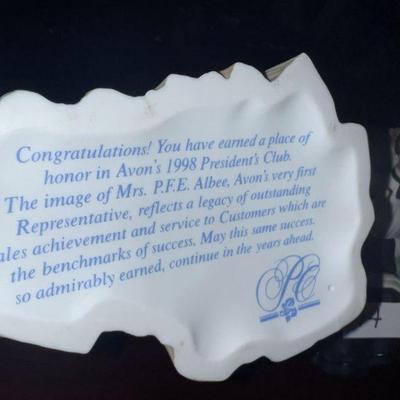 Congratulations! You have earned a place of
honor in Avon's 1998 President's Club.
The image of Mrs. P.F.E. Albee, Avon's very first
Representative, reflects a legacy of outstanding
ales achievement and service to Customers which are
the benchmarks of success. May this same success,
so admirably earned, continue in the years ahead.
PC
4